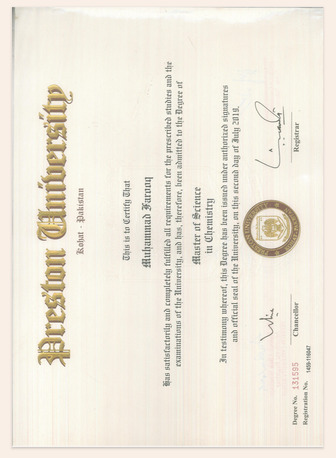 Preston University
Kohat - Pakistan
This is to Certify That
Muhammad Farooq
Has satisfactorily and completely fulfilled all requirements for the prescribed studies and the
examinations of the University, and has, therefore, been admitted to the Degree of
Master of Science
in Chemistry
In testimony whereof, this Degree has been issued under authorized signatures
and official seal of the University, on this second day of July 2019.
Chancellor
Registrar
Degree No. 131595
Registration No.